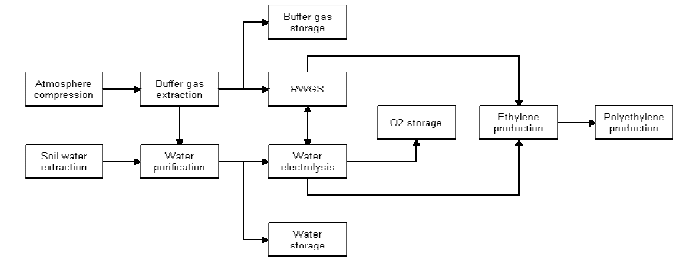 Buffer gas
storage
Atmosphere
compression
Buffer gas
extraction
RWGS
O2 storage
Ethylene
production
Polyethylene
production
Soil water
extraction
Water
purification
Water
electrolysis
Water
storage